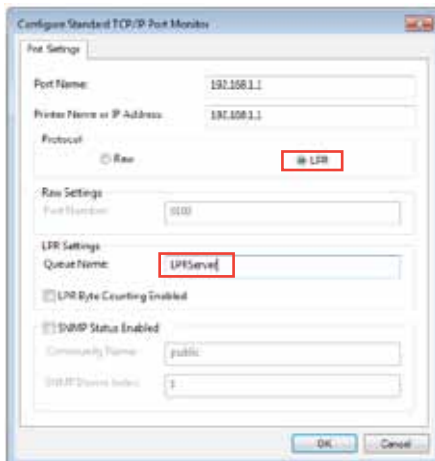 Configure Standard TCP/IP Port Monitor
Port Settings
Port Name:
192.168.1.1
Printer Name or IP Address:
192.168.1.1
Protocol
Raw
LPR
Raw Settings
Port Number:
9100
LPR Settings
Queue Name:
LPRServer
LPR Byte Counting Enabled
SNMP Status Enabled
Community Name:
public
SNMP Device Index:
1
OK
Cancel